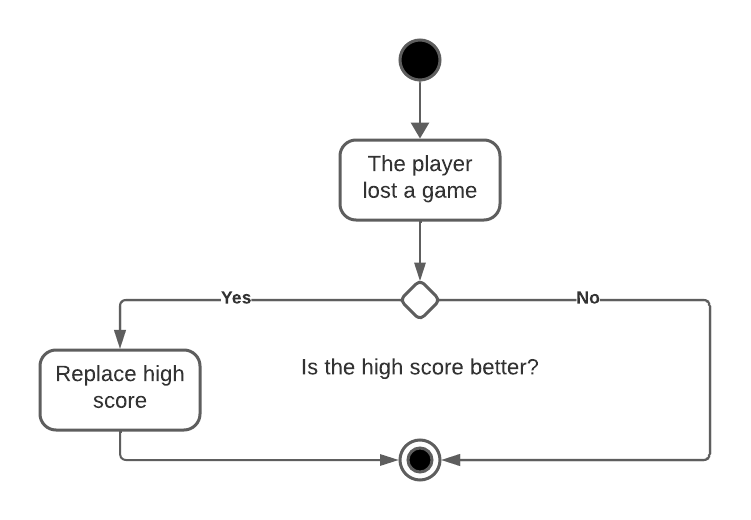 The player
lost a game
Yes
No
Is the high score better?
Replace high
score